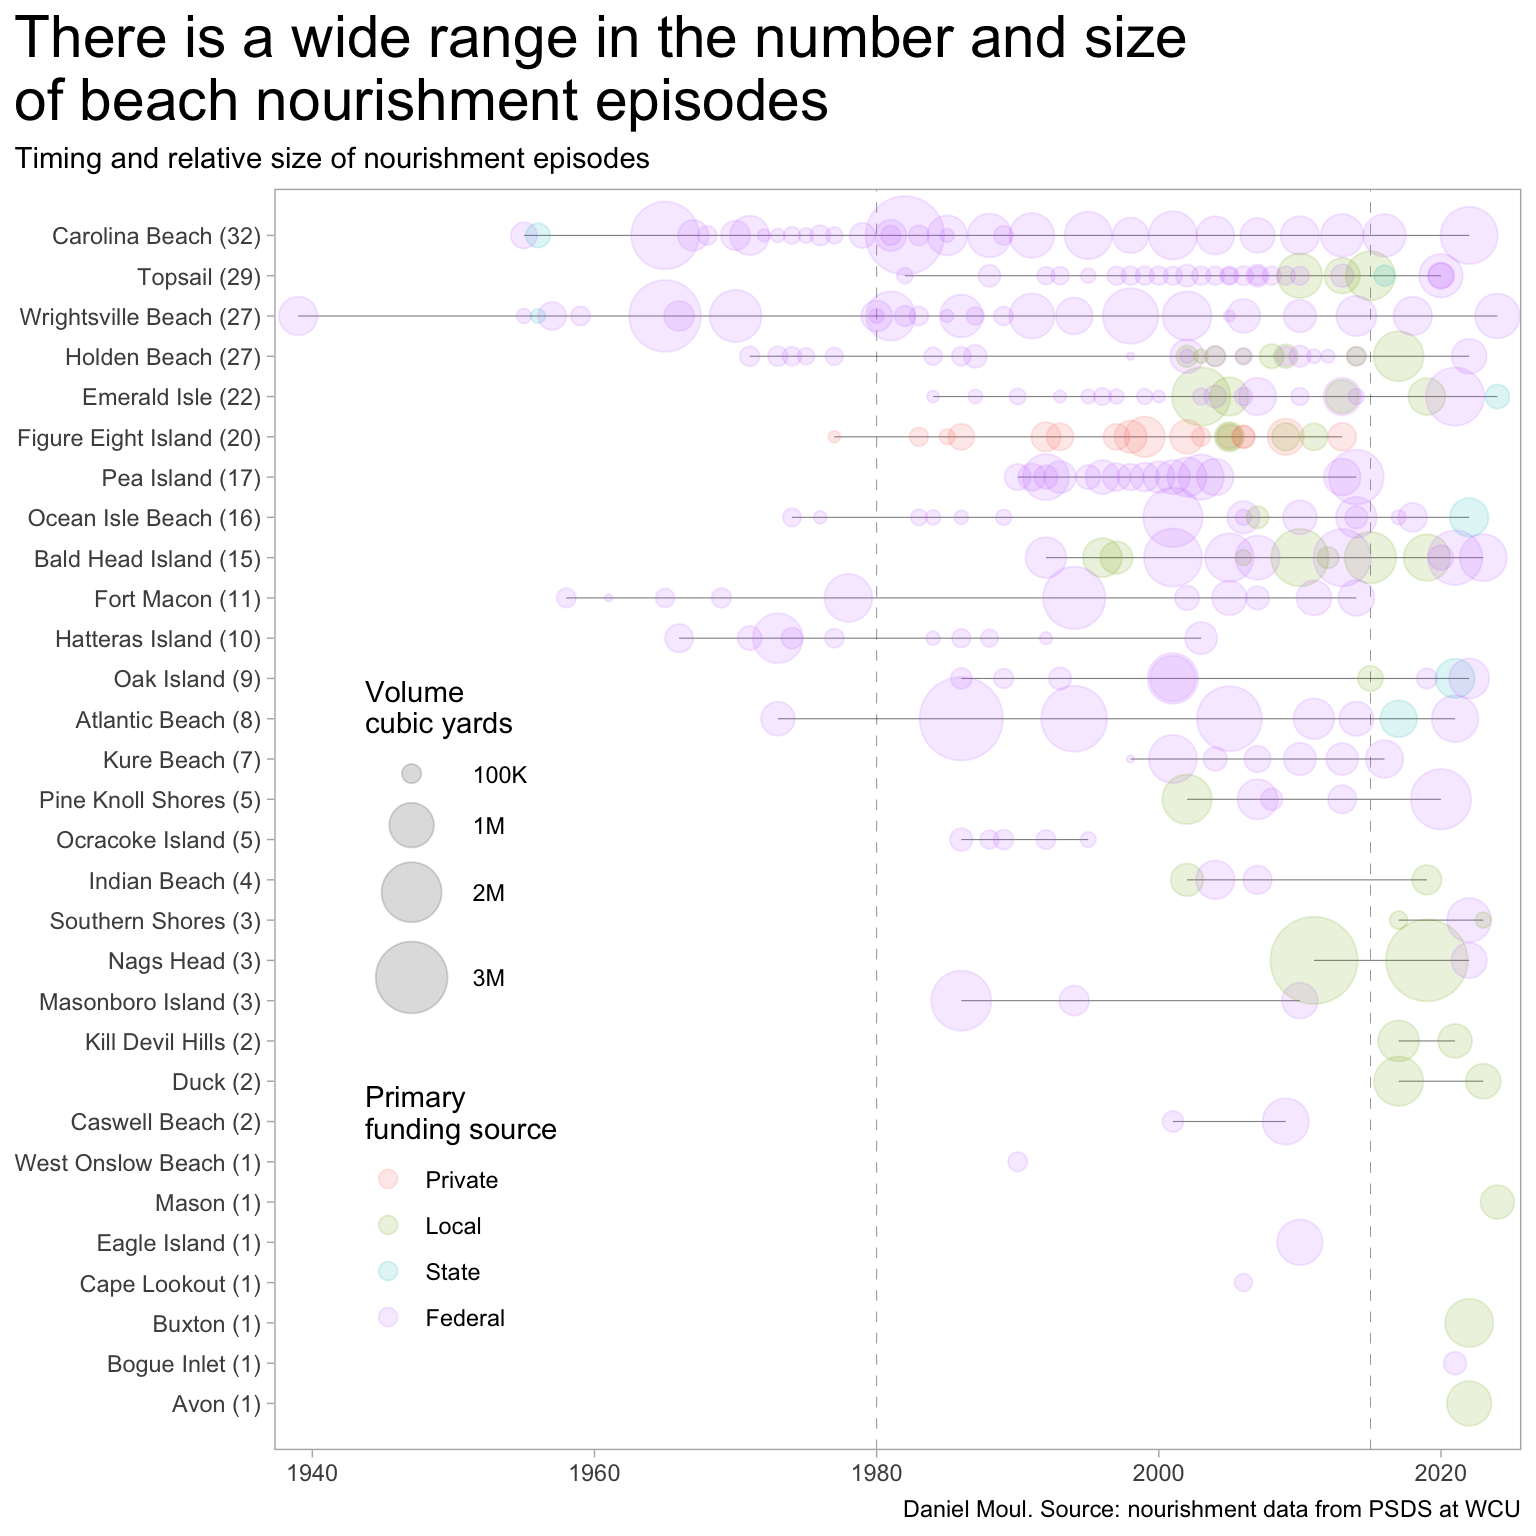 There is a wide range in the number and size
of beach nourishment episodes
Timing and relative size of nourishment episodes
Carolina Beach (32)
Topsail (29)
Wrightsville Beach (27)
Holden Beach (27)
Emerald Isle (22)
Figure Eight Island (20)
Pea Island (17)
Ocean Isle Beach (16)
Bald Head Island (15)
Fort Macon (11)
Hatteras Island (10)
Oak Island (9)
Atlantic Beach (8)
Kure Beach (7)
Pine Knoll Shores (5)
Ocracoke Island (5)
Indian Beach (4)
Southern Shores (3)
Nags Head (3)
Masonboro Island (3)
Kill Devil Hills (2)
Duck (2)
Caswell Beach (2)
West Onslow Beach (1)
Mason (1)
Eagle Island (1)
Cape Lookout (1)
Buxton (1)
Bogue Inlet (1)
Avon (1)
Volume
cubic yards
100K
1M
2M
3M
Primary
funding source
Private
Local
State
Federal
1940
1960
1980
2000
2020
Daniel Moul. Source: nourishment data from PSDS at WCU